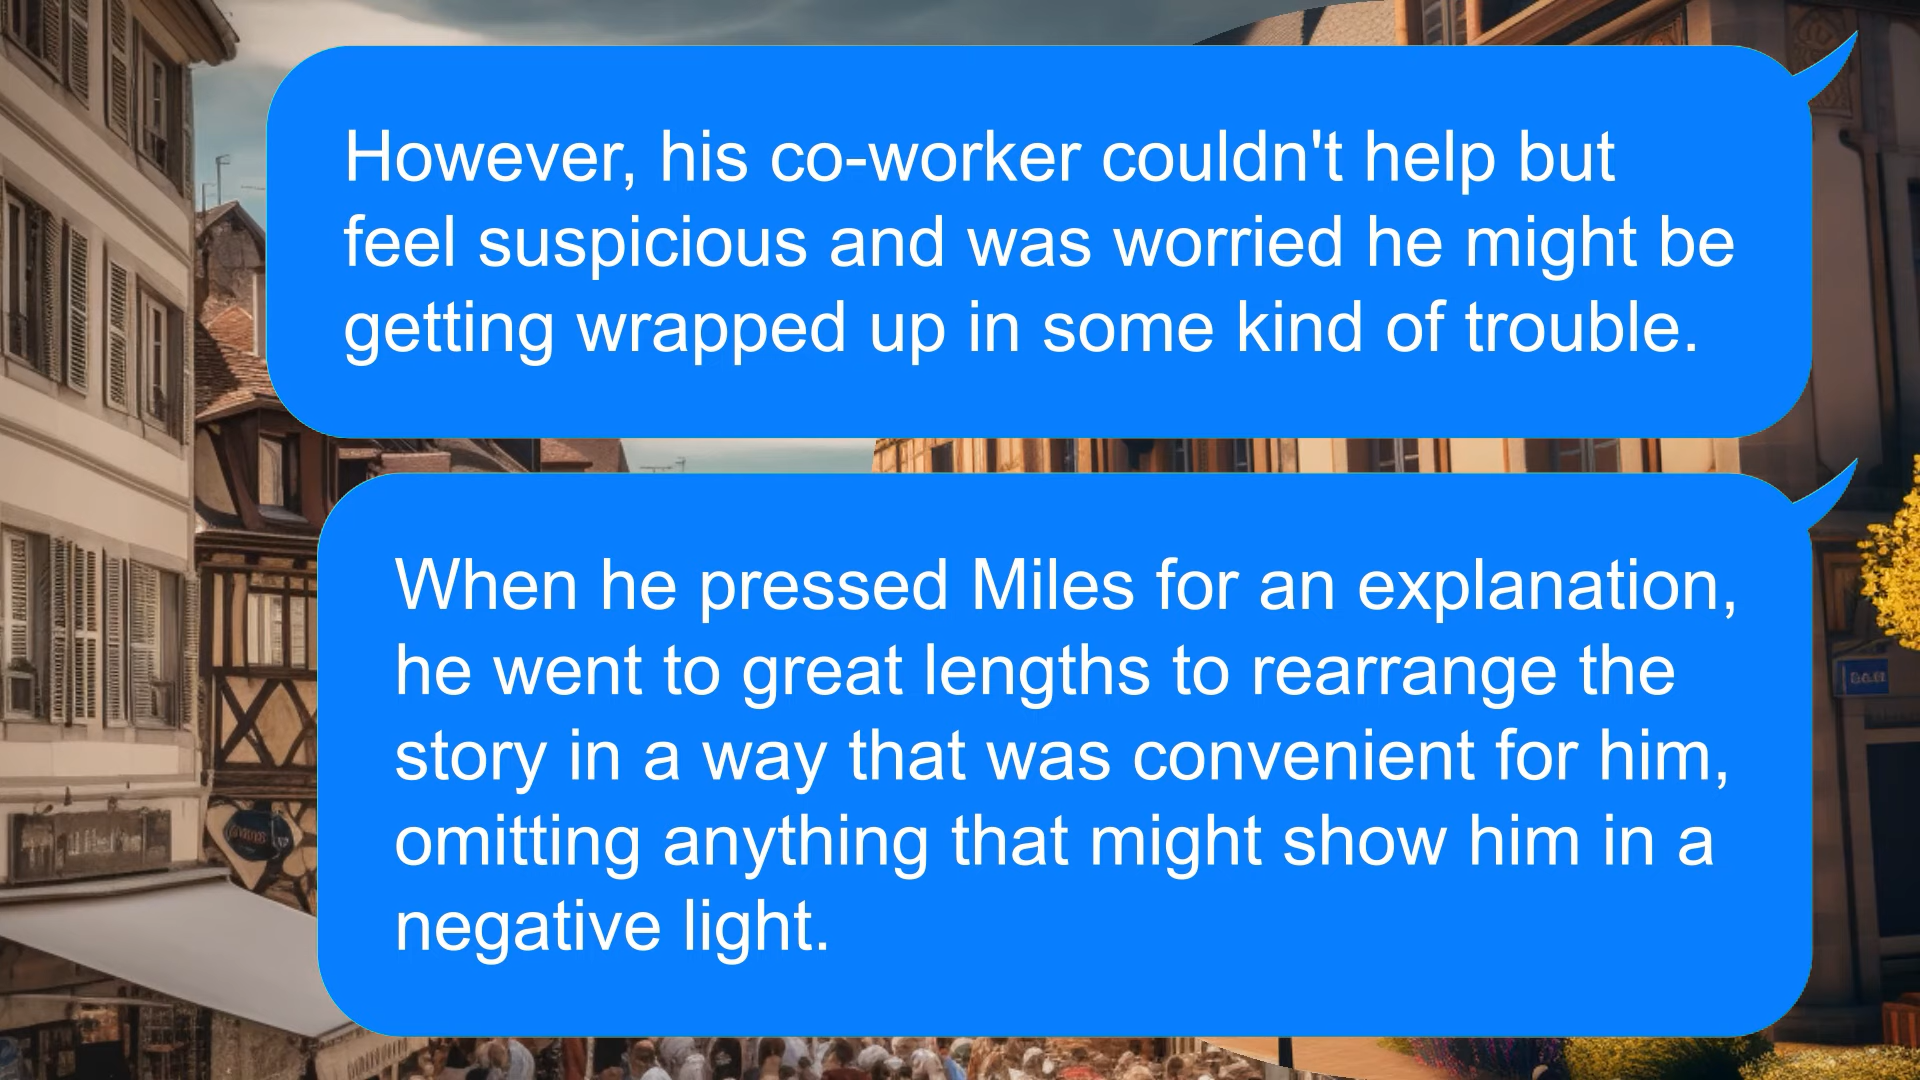 However, his co-worker couldn't help but
feel suspicious and was worried he might be
getting wrapped up in some kind of trouble.
When he pressed Miles for an explanation,
he went to great lengths to rearrange the
story in a way that was convenient for him,
omitting anything that might show him in a
negative light.